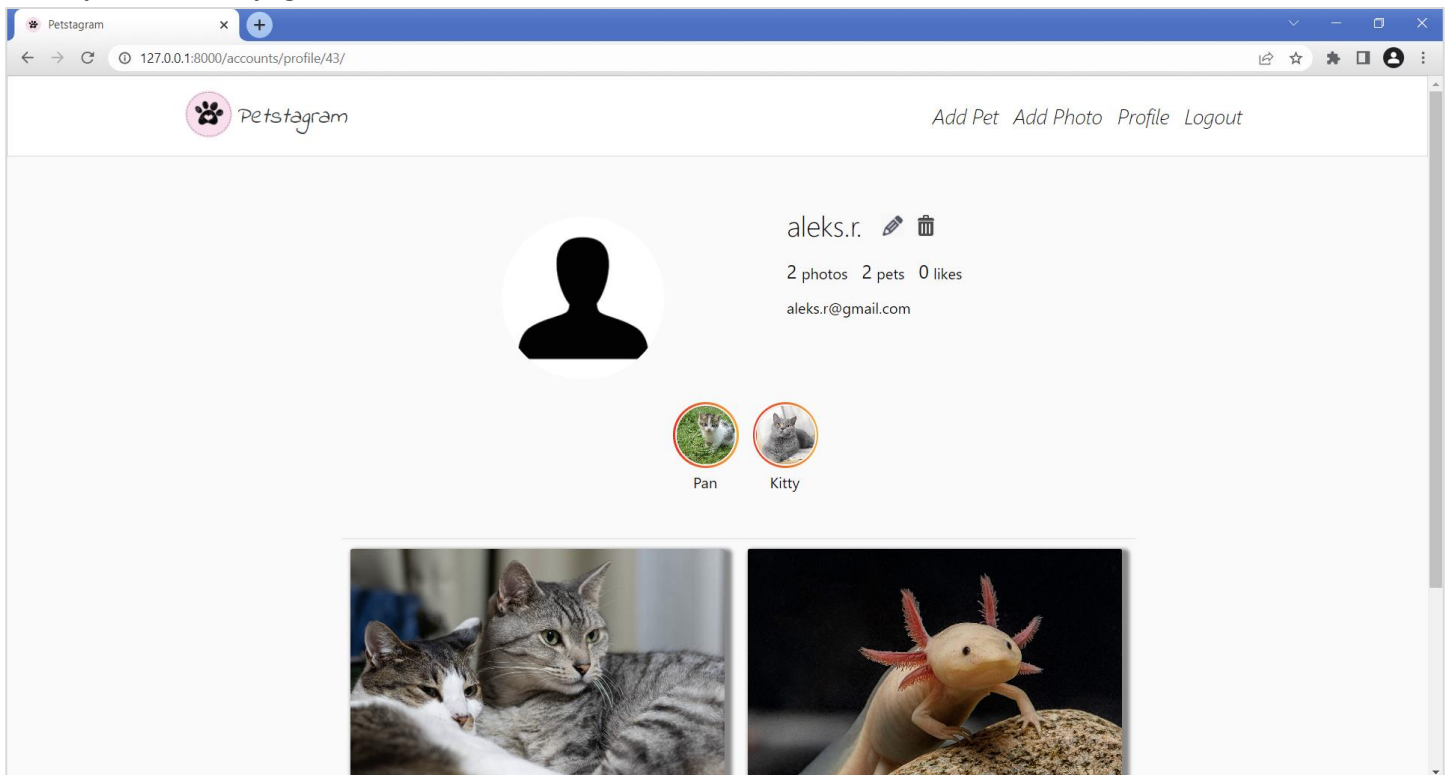 Petstagram
127.0.0.1:8000/accounts/profile/43/
Petstagram
Add Pet Add Photo Profile Logout
aleks.r.
2 photos 2 pets 0 likes
aleks.r@gmail.com
Pan Kitty